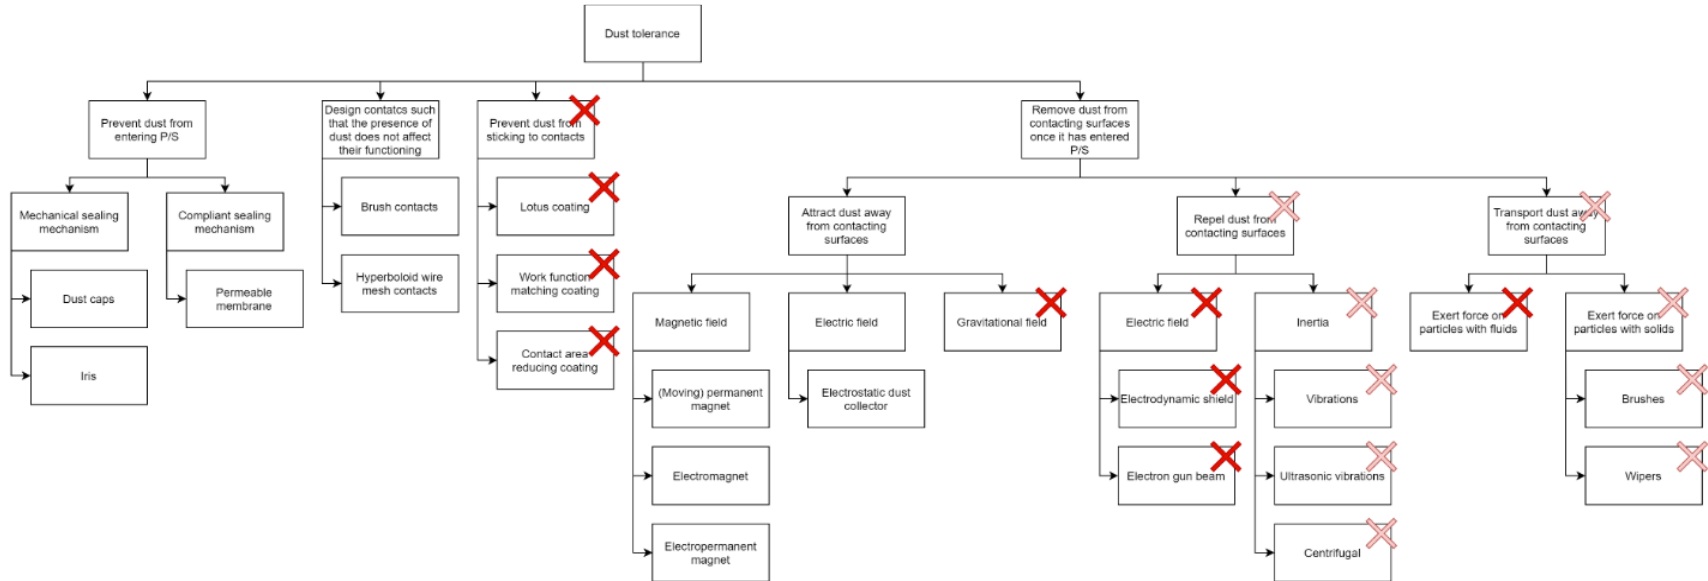 Dust tolerance
Prevent dust from
entering P/S
Design contatcs such
that the presence of
dust does not affect
their functioning
Prevent dust from
sticking to contacts
Remove dust from
contacting surfaces
once it has entered
P/S
Mechanical sealing
mechanism
Compliant sealing
mechanism
Brush contacts
Lotus coating
Attract dust away
from contacting
surfaces
Repel dust from
contacting surfaces
Transport dust away
from contacting
surfaces
Dust caps
Permeable
membrane
Hyperboloid wire
mesh contacts
Work function
matching coating
Magnetic field
Electric field
Gravitational field
Electric field
Inertia
Exert force on
particles with fluids
Exert force on
particles with solids
Iris
Contact area
reducing coating
(Moving) permanent
magnet
Electrostatic dust
collector
Electrodynamic shield
Vibrations
Brushes
Electromagnet
Electron gun beam
Ultrasonic vibrations
Wipers
Electropermanent
magnet
Centrifugal